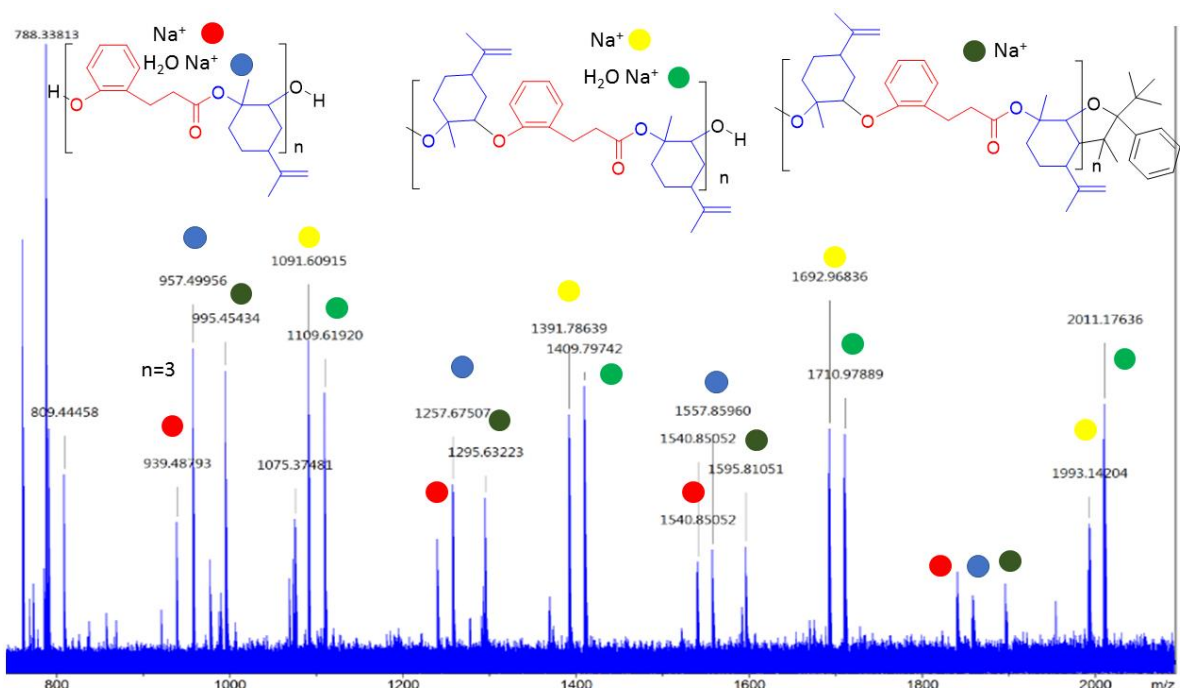 788.33813
Na⁺
H₂O Na⁺
H
O
O
O
O
H
n
Na⁺
H₂O Na⁺
O
O
O
O
O
H
n
Na⁺
O
O
O
O
O
n
957.49956
995.45434
n=3
809.44458
939.48793
1091.60915
1109.61920
1075.37481
1257.67507
1295.63223
1391.78639
1409.79742
1557.85960
1540.85052
1595.81051
1540.85052
1692.96836
1710.97889
2011.17636
1993.14204
800
1000
1200
1400
1600
1800
2000
m/z